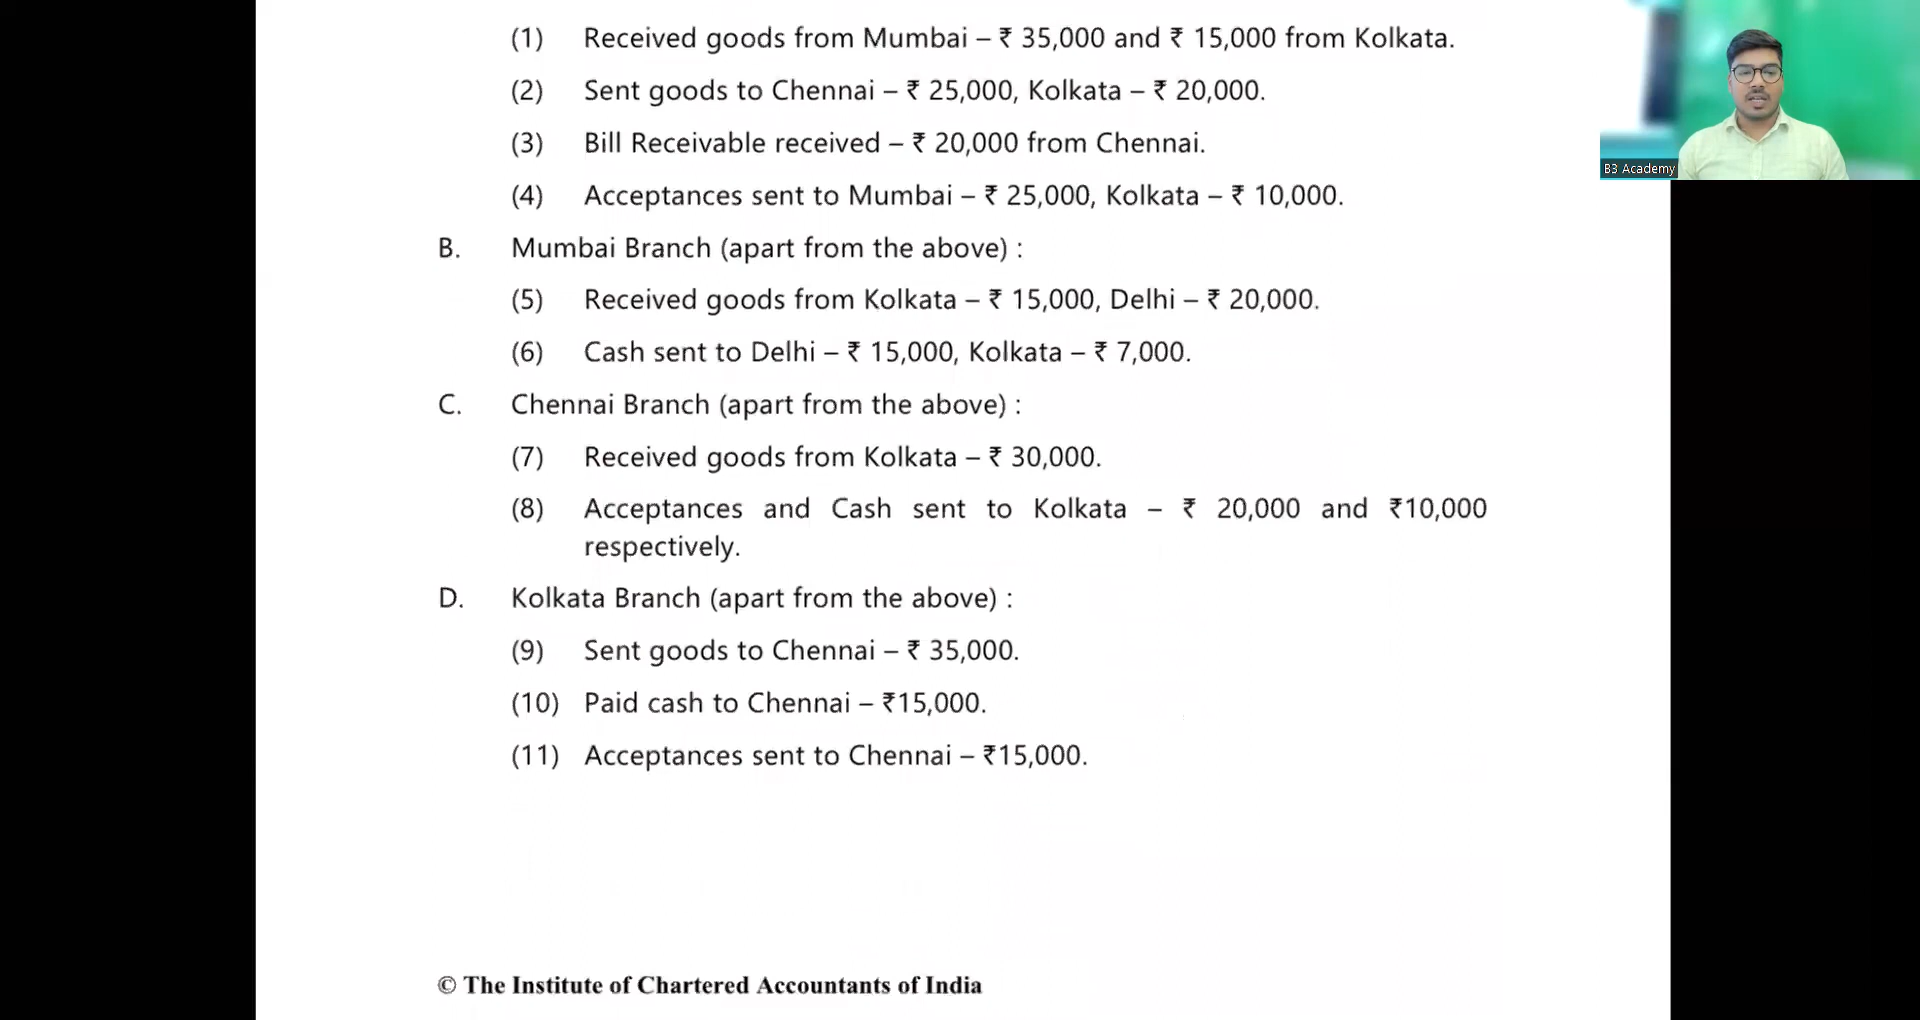 (1) Received goods from Mumbai – ₹ 35,000 and ₹ 15,000 from Kolkata.
(2) Sent goods to Chennai – ₹ 25,000, Kolkata – ₹ 20,000.
(3) Bill Receivable received – ₹ 20,000 from Chennai.
(4) Acceptances sent to Mumbai – ₹ 25,000, Kolkata – ₹ 10,000.
B. Mumbai Branch (apart from the above) :
(5) Received goods from Kolkata – ₹ 15,000, Delhi – ₹ 20,000.
(6) Cash sent to Delhi – ₹ 15,000, Kolkata – ₹ 7,000.
C. Chennai Branch (apart from the above) :
(7) Received goods from Kolkata – ₹ 30,000.
(8) Acceptances and Cash sent to Kolkata – ₹ 20,000 and ₹10,000
respectively.
D. Kolkata Branch (apart from the above) :
(9) Sent goods to Chennai – ₹ 35,000.
(10) Paid cash to Chennai – ₹15,000.
(11) Acceptances sent to Chennai – ₹15,000.
© The Institute of Chartered Accountants of India
B3 Academy